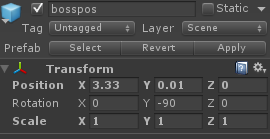 bosspos Static
Tag Untagged Layer Scene
Prefab Select Revert Apply
Transform
Position X 3.33 Y 0.01 Z 0
Rotation X 0 Y -90 Z 0
Scale X 1 Y 1 Z 1